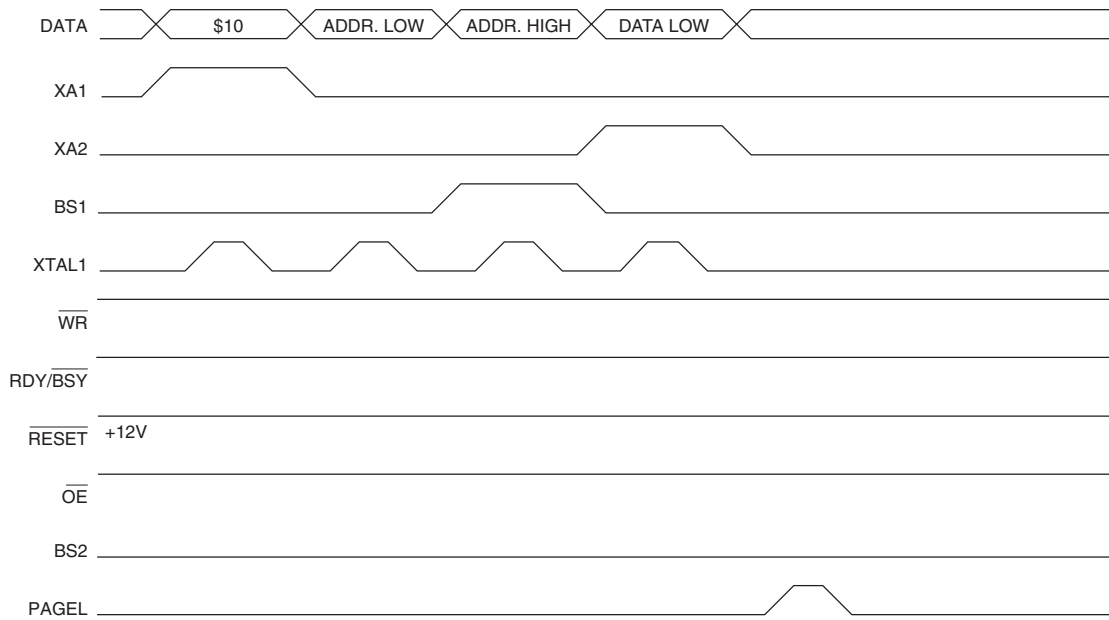 DATA $10 ADDR. LOW ADDR. HIGH DATA LOW
XA1
XA2
BS1
XTAL1
WR
RDY/BSY
RESET +12V
OE
BS2
PAGEL